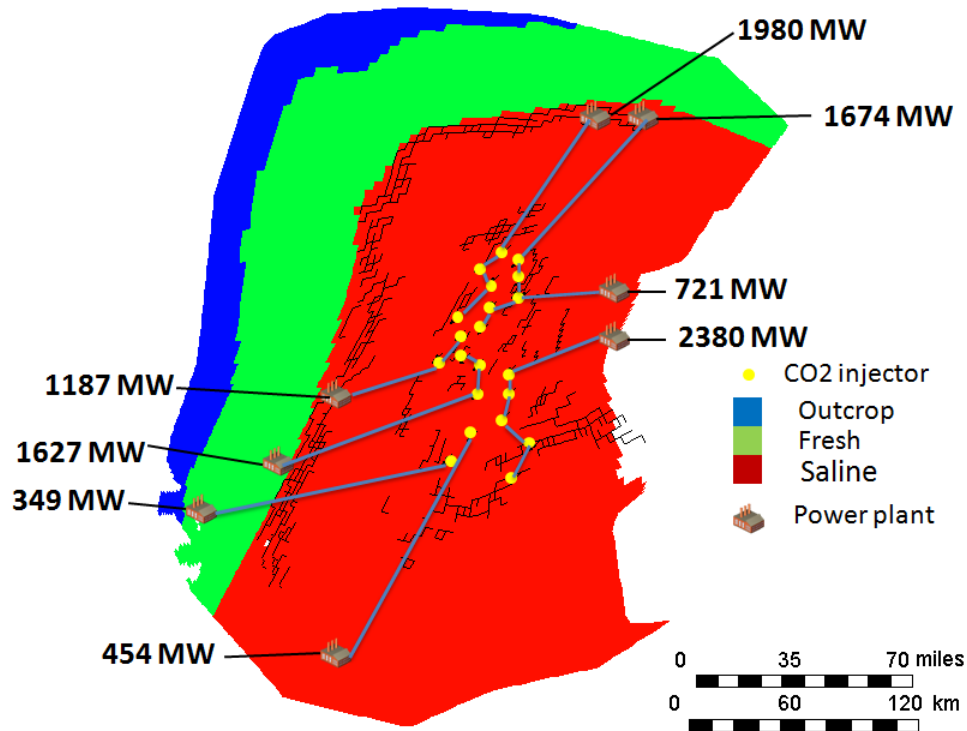 1980 MW
1674 MW
721 MW
2380 MW
1187 MW
CO2 injector
Outcrop
Fresh
1627 MW
Saline
349 MW
Power plant
454 MW
0 35 70 miles
0 60 120 km